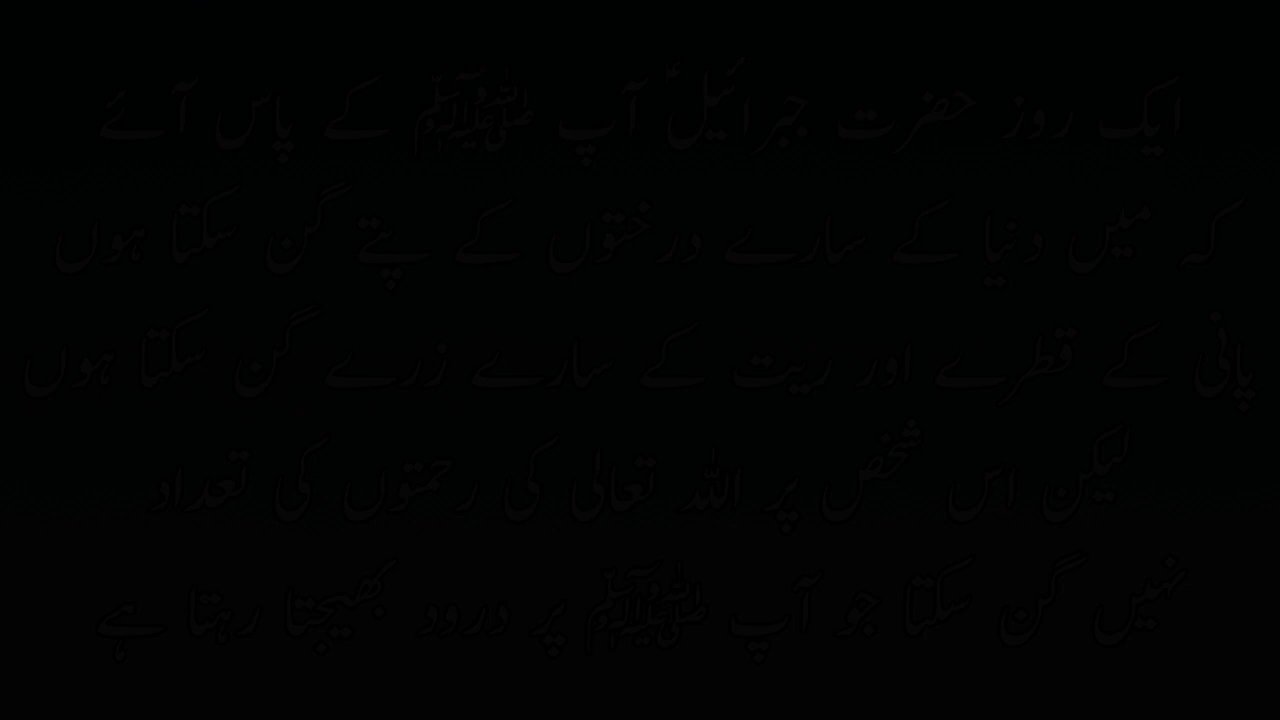 ایک روز حضرت جبرائیلؑ آپ ﷺ کے پاس آئے
کہ میں دنیا کے سارے درختوں کے پتے گن سکتا ہوں
پانی کے قطرے اور ریت کے سارے زرے گن سکتا ہوں
لیکن اس شخص پر اللہ تعالی کی رحمتوں کی تعداد
نہیں گن سکتا جو آپ ﷺ پر درود بھیجتا رہتا ہے